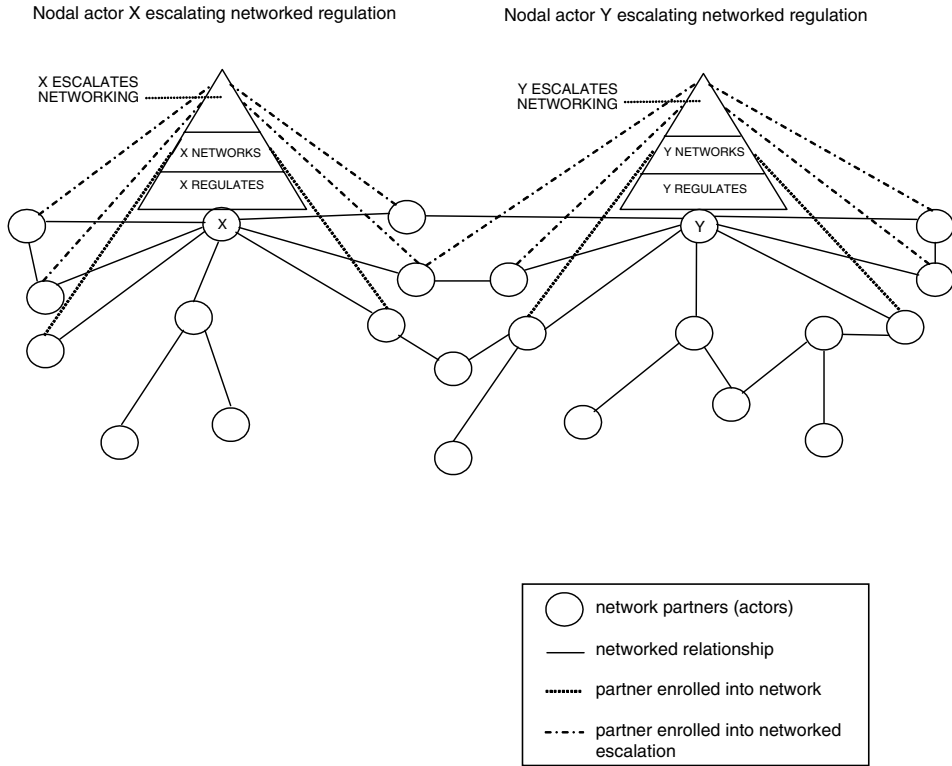 Nodal actor X escalating networked regulation
Nodal actor Y escalating networked regulation
X ESCALATES
NETWORKING
Y ESCALATES
NETWORKING
X NETWORKS
X REGULATES
Y NETWORKS
Y REGULATES
X
Y
network partners (actors)
networked relationship
partner enrolled into network
partner enrolled into networked
escalation